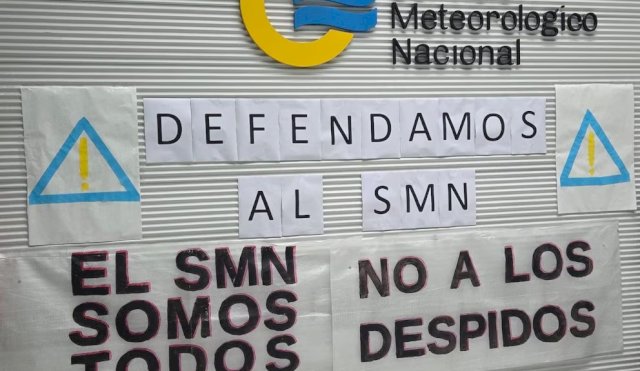 Meteorológico
Nacional
DEFENDAMOS
AL SMN
EL SMN
SOMOS
TODOS
NO A LOS
DESPIDOS